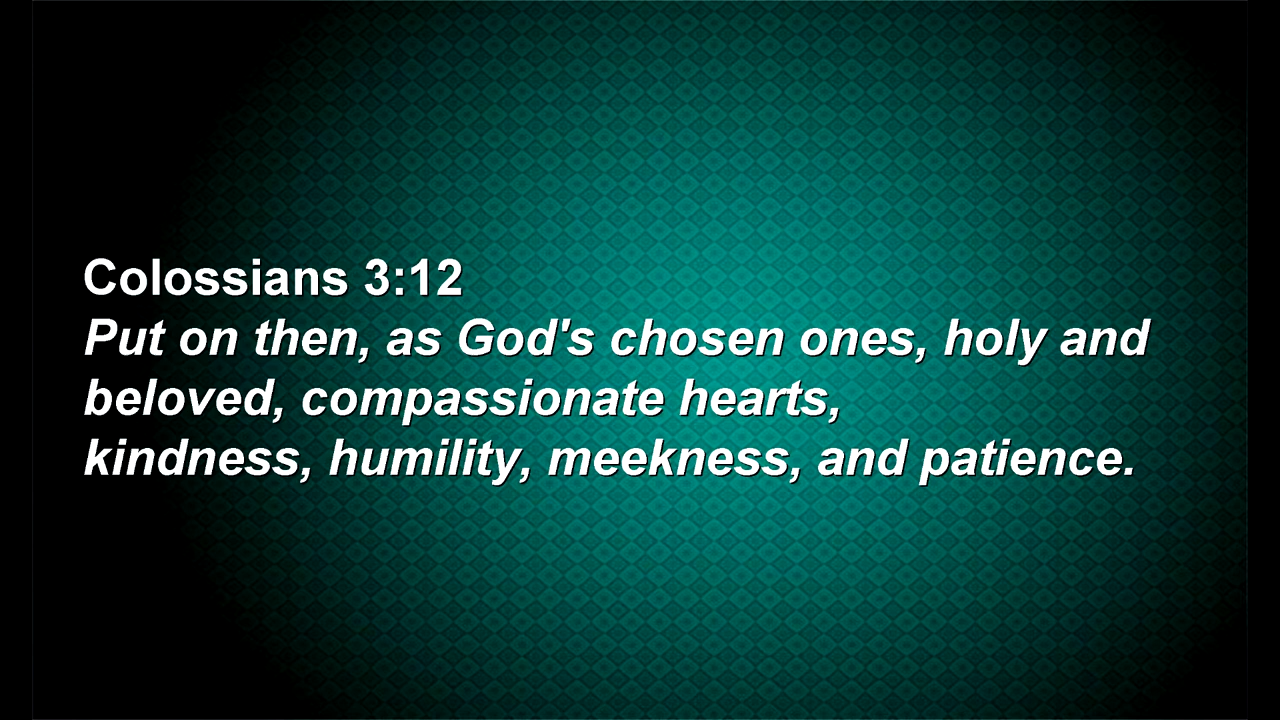 Colossians 3:12
Put on then, as God's chosen ones, holy and
beloved, compassionate hearts,
kindness, humility, meekness, and patience.